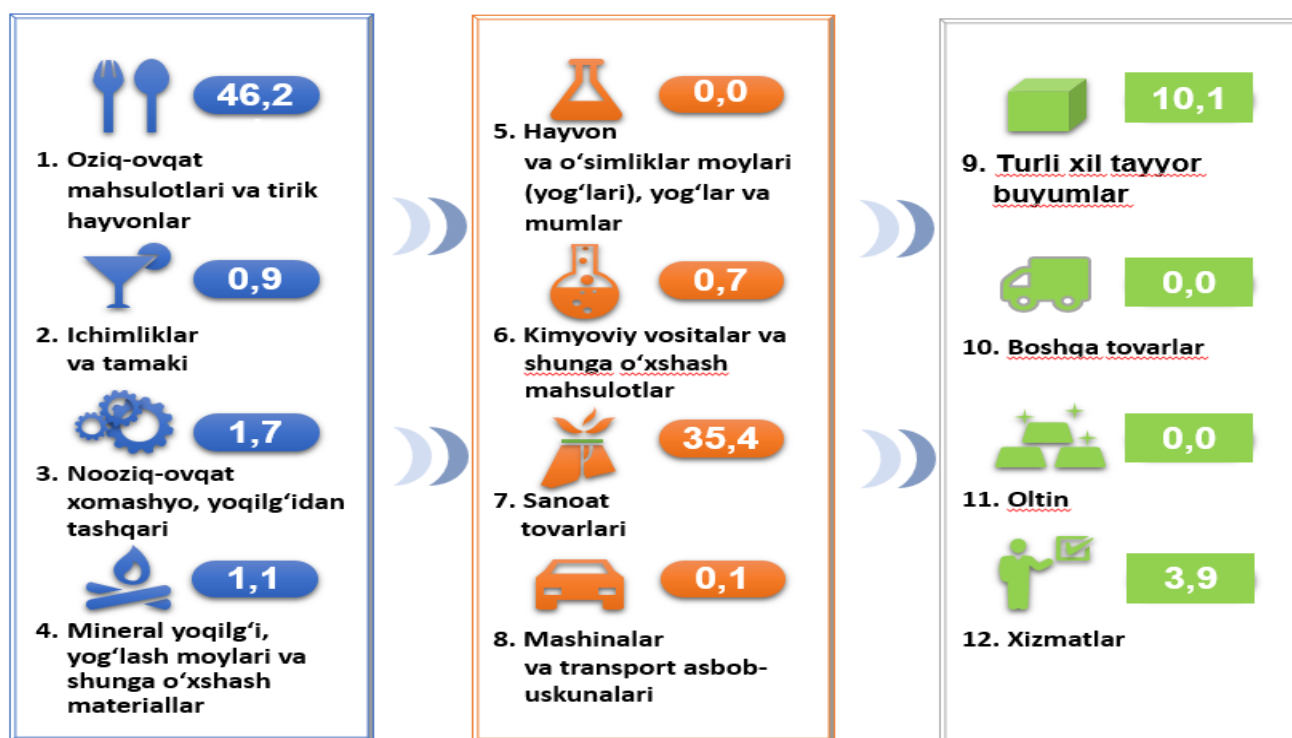 46,2
1. Oziq-ovqat
mahsulotlari va tirik
hayvonlar
0,9
2. Ichimliklar
va tamaki
1,7
3. Nooziq-ovqat
xomashyo, yoqilg‘idan
tashqari
1,1
4. Mineral yoqilg‘i,
yog‘lash moylari va
shunga o‘xshash
materiallar
0,0
5. Hayvon
va o‘simliklar moylari
(yog‘lari), yog‘lar va
mumlar
0,7
6. Kimyoviy vositalar va
shunga o‘xshash
mahsulotlar
35,4
7. Sanoat
tovarlari
0,1
8. Mashinalar
va transport asbob-
uskunalari
10,1
9. Turli xil tayyor
buyumlar
0,0
10. Boshqa tovarlar
0,0
11. Oltin
3,9
12. Xizmatlar